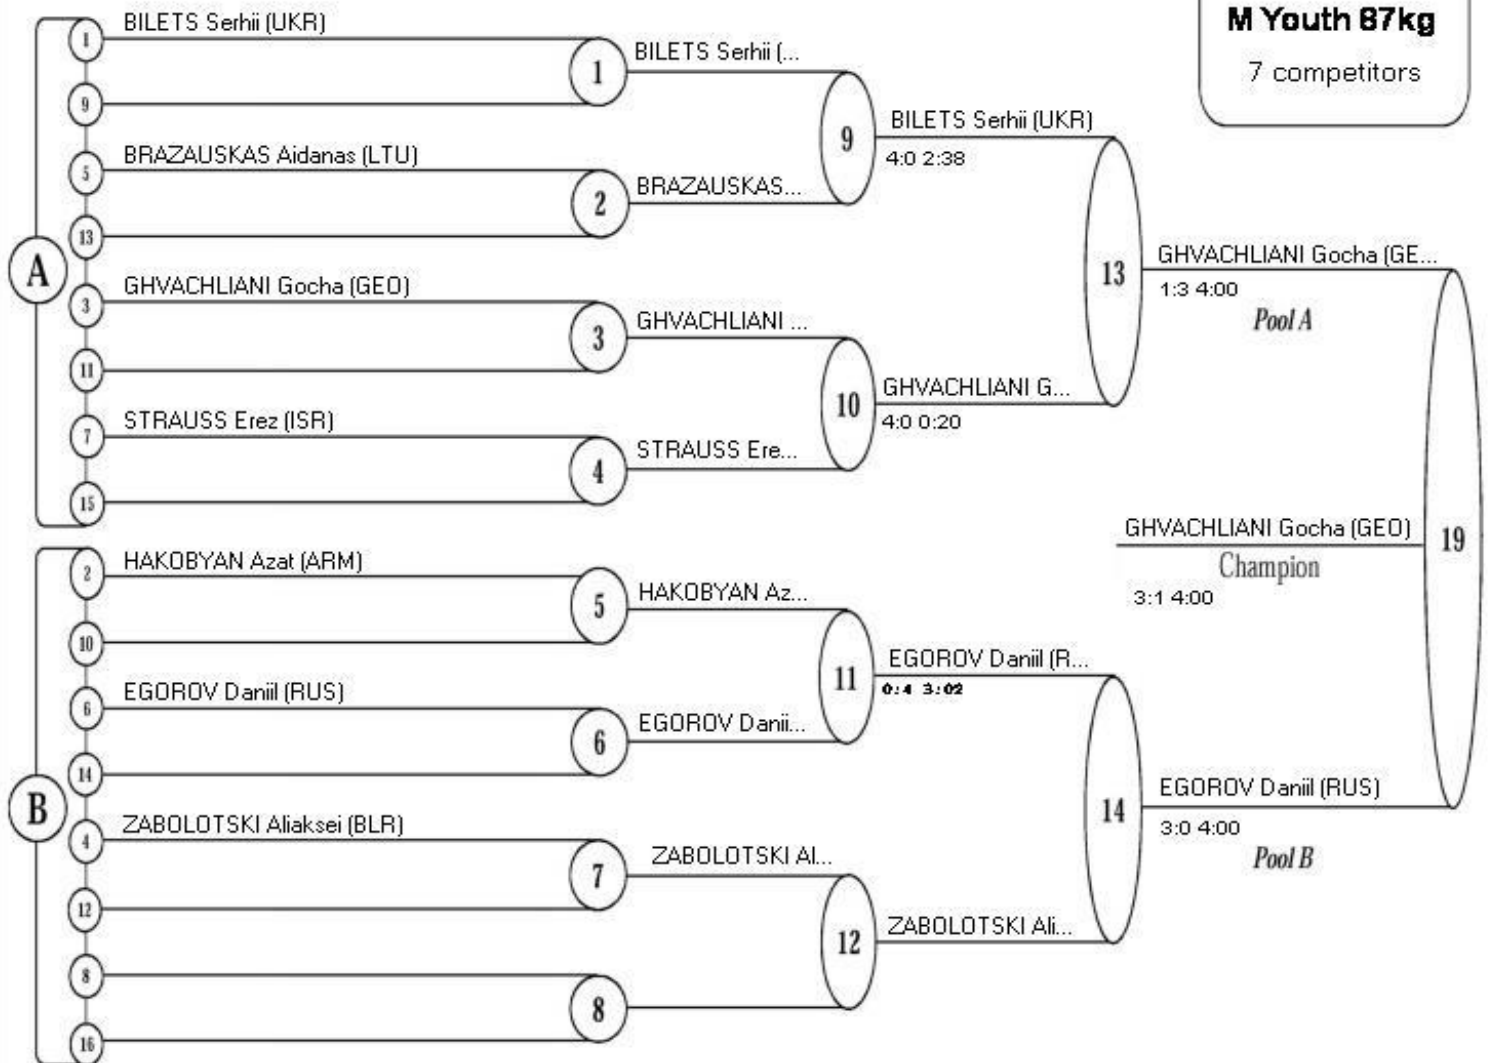 M Youth 87kg
7 competitors
A
1
BILETS Serhii (UKR)
9
1
BILETS Serhii (...
5
BRAZAUSKAS Aidanas (LTU)
13
2
BRAZAUSKAS...
9
BILETS Serhii (UKR)
4:0 2:38
3
GHVACHLIANI Gocha (GEO)
11
3
GHVACHLIANI ...
7
STRAUSS Erez (ISR)
15
4
STRAUSS Ere...
10
GHVACHLIANI G...
4:0 0:20
13
GHVACHLIANI Gocha (GE...
1:3 4:00
Pool A
B
2
HAKOBYAN Azat (ARM)
10
5
HAKOBYAN Az...
6
EGOROV Daniil (RUS)
14
6
EGOROV Danii...
11
EGOROV Daniil (R...
0:4 3:02
4
ZABOLOTSKI Aliaksei (BLR)
12
7
ZABOLOTSKI Al...
8
16
8
12
ZABOLOTSKI Ali...
14
EGOROV Daniil (RUS)
3:0 4:00
Pool B
GHVACHLIANI Gocha (GEO)
Champion
3:1 4:00
19